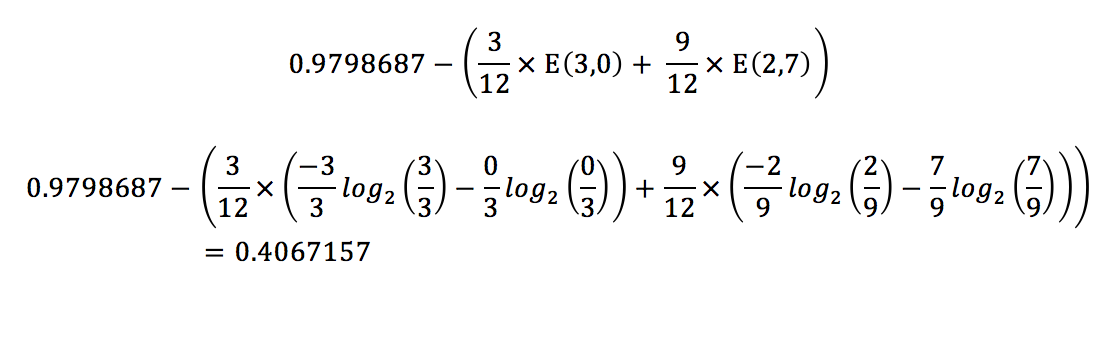 0.9798687 − (3/12 × E(3,0) + 9/12 × E(2,7))
0.9798687 − (3/12 × (−3/3 log₂ (3/3) − 0/3 log₂ (0/3)) + 9/12 × (−2/9 log₂ (2/9) − 7/9 log₂ (7/9)))
= 0.4067157